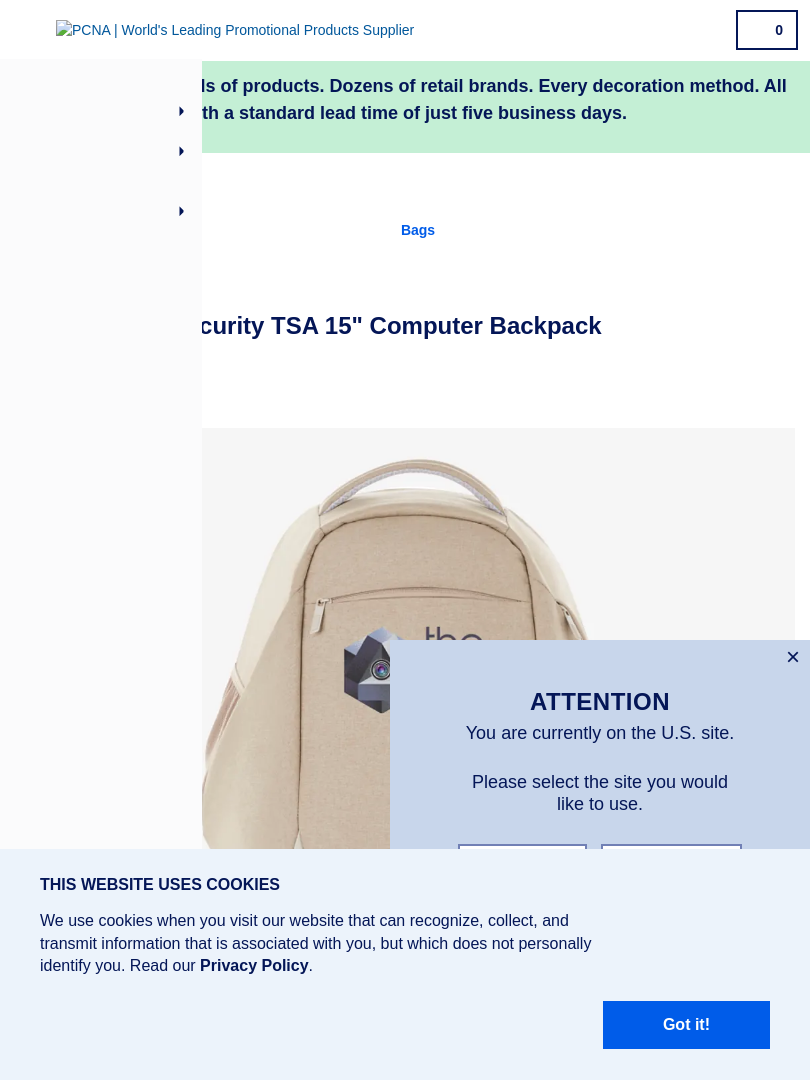 PCNA | World's Leading Promotional Products Supplier
0
of products. Dozens of retail brands. Every decoration method. All
a standard lead time of just five business days.
Bags
TSA 15" Computer Backpack
ATTENTION
You are currently on the U.S. site.
Please select the site you would
like to use.
THIS WEBSITE USES COOKIES
We use cookies when you visit our website that can recognize, collect, and
transmit information that is associated with you, but which does not personally
identify you. Read our Privacy Policy.
Got it!